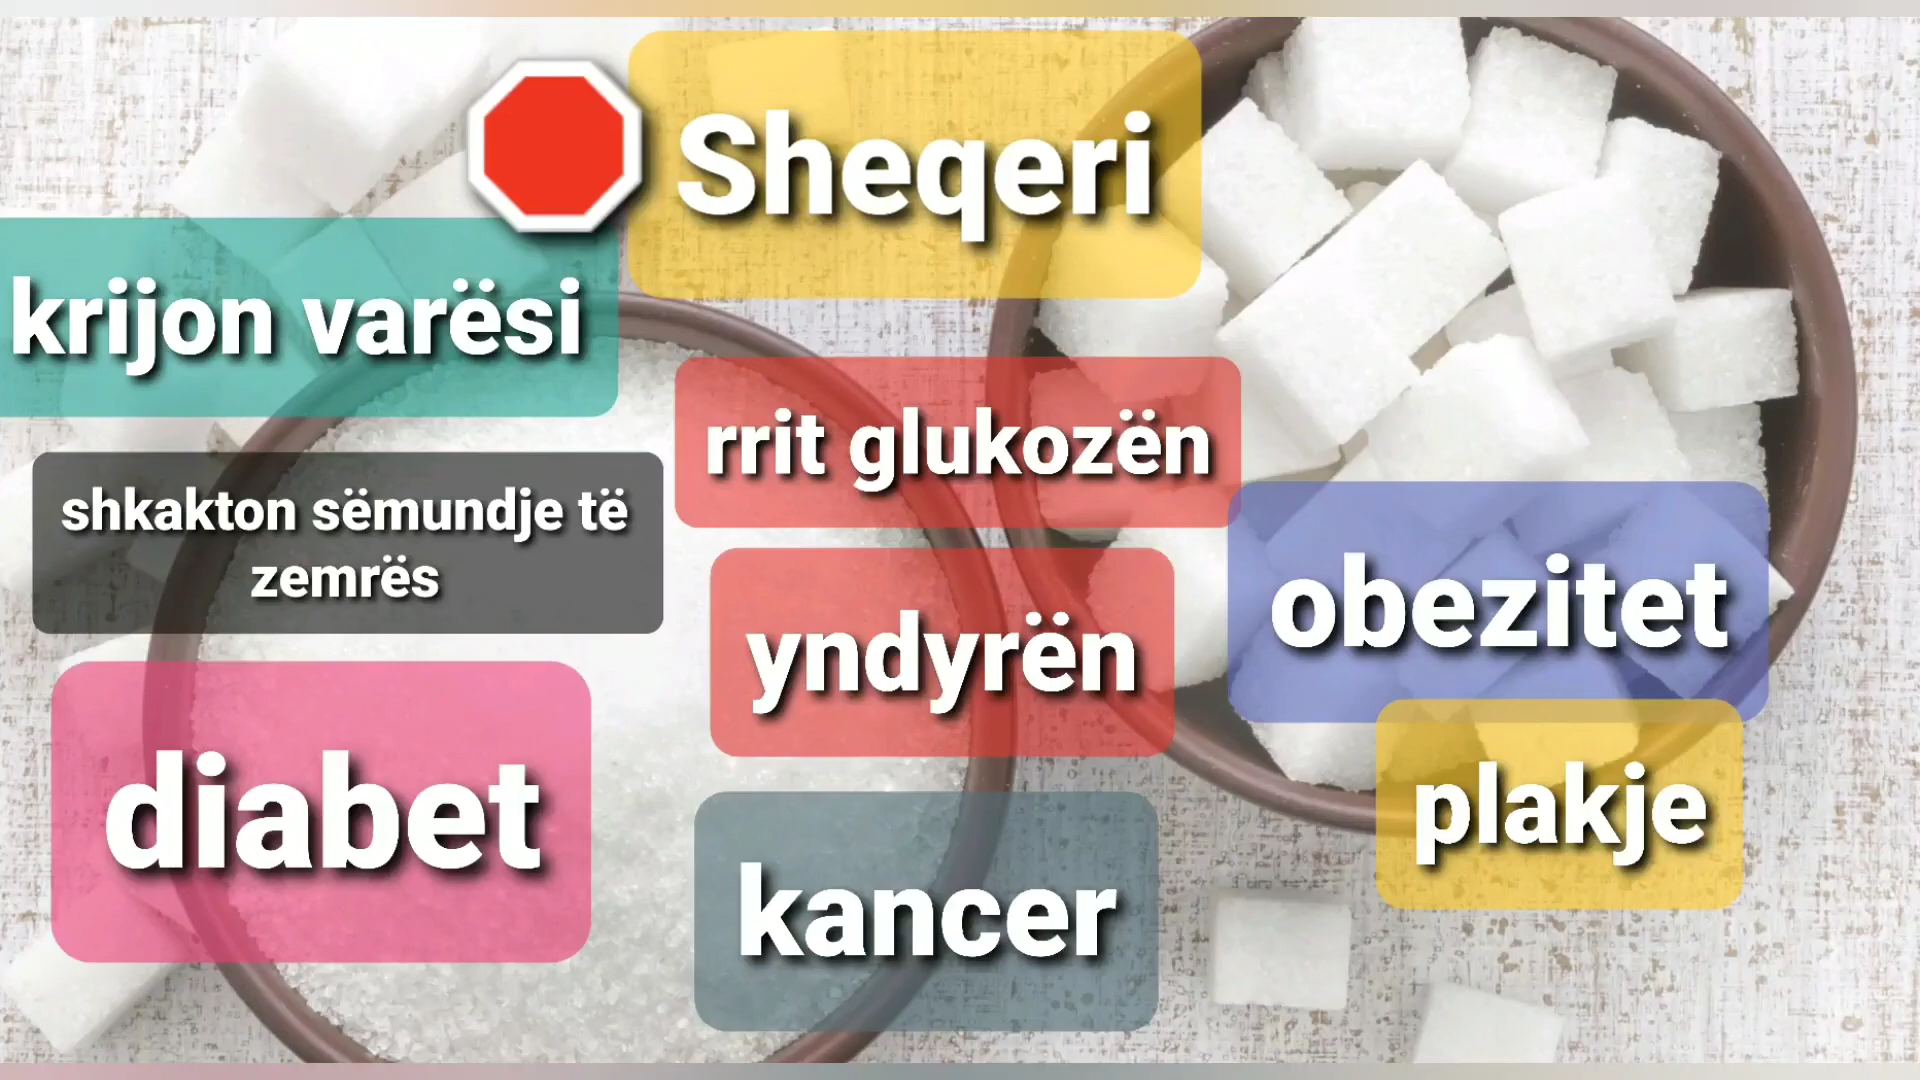 Sheqeri
krijon varësi
rrit glukozën
shkakton sëmundje të
zemrës
yndyrën
obezitet
diabet
plakje
kancer